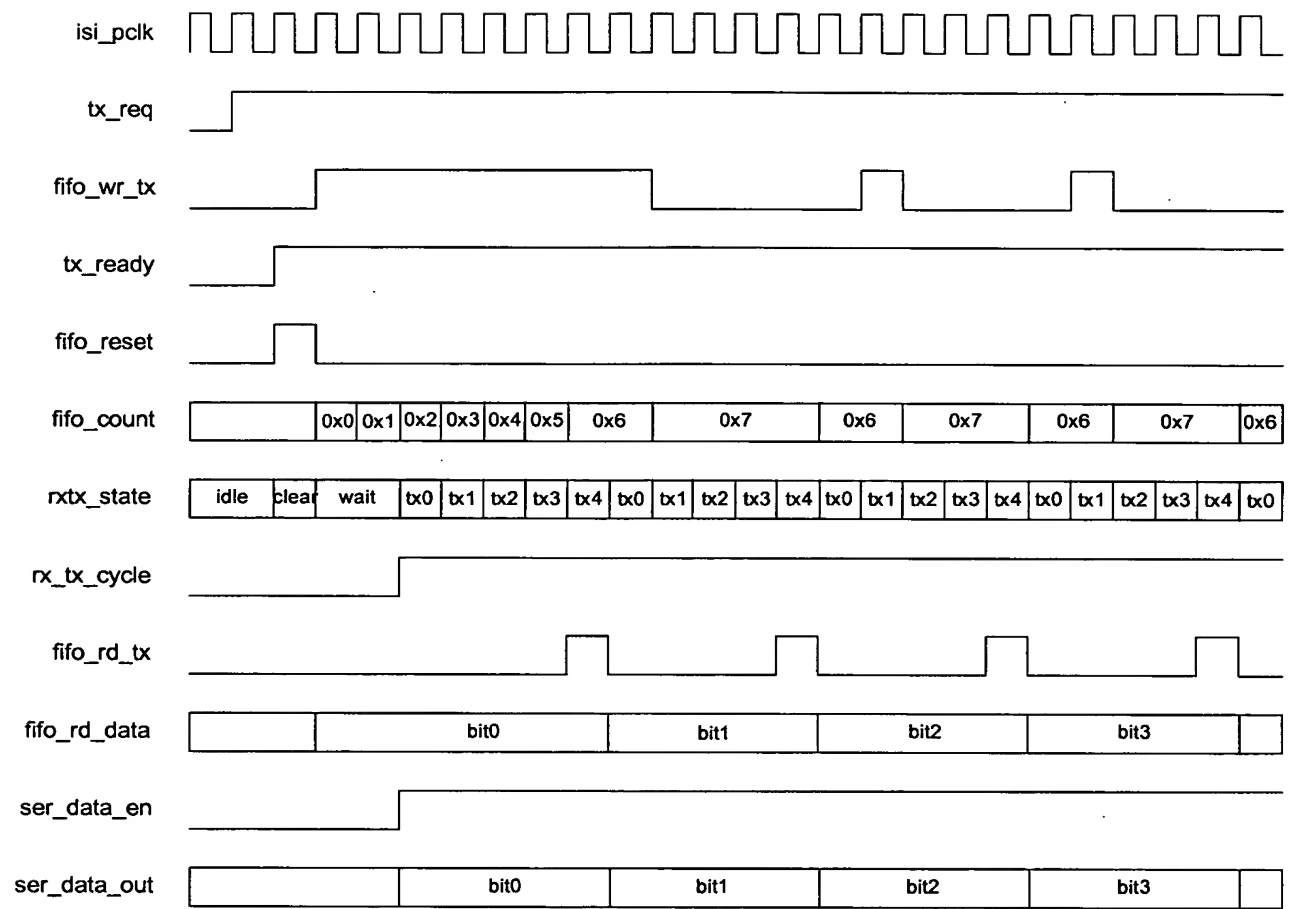 isi_pclk
tx_req
fifo_wr_tx
tx_ready
fifo_reset
fifo_count 0x0 0x1 0x2 0x3 0x4 0x5 0x6 0x7 0x6 0x7 0x6 0x7 0x6
rxtx_state idle clear wait tx0 tx1 tx2 tx3 tx4 tx0 tx1 tx2 tx3 tx4 tx0 tx1 tx2 tx3 tx4 tx0 tx1 tx2 tx3 tx4 tx0
rx_tx_cycle
fifo_rd_tx
fifo_rd_data bit0 bit1 bit2 bit3
ser_data_en
ser_data_out bit0 bit1 bit2 bit3